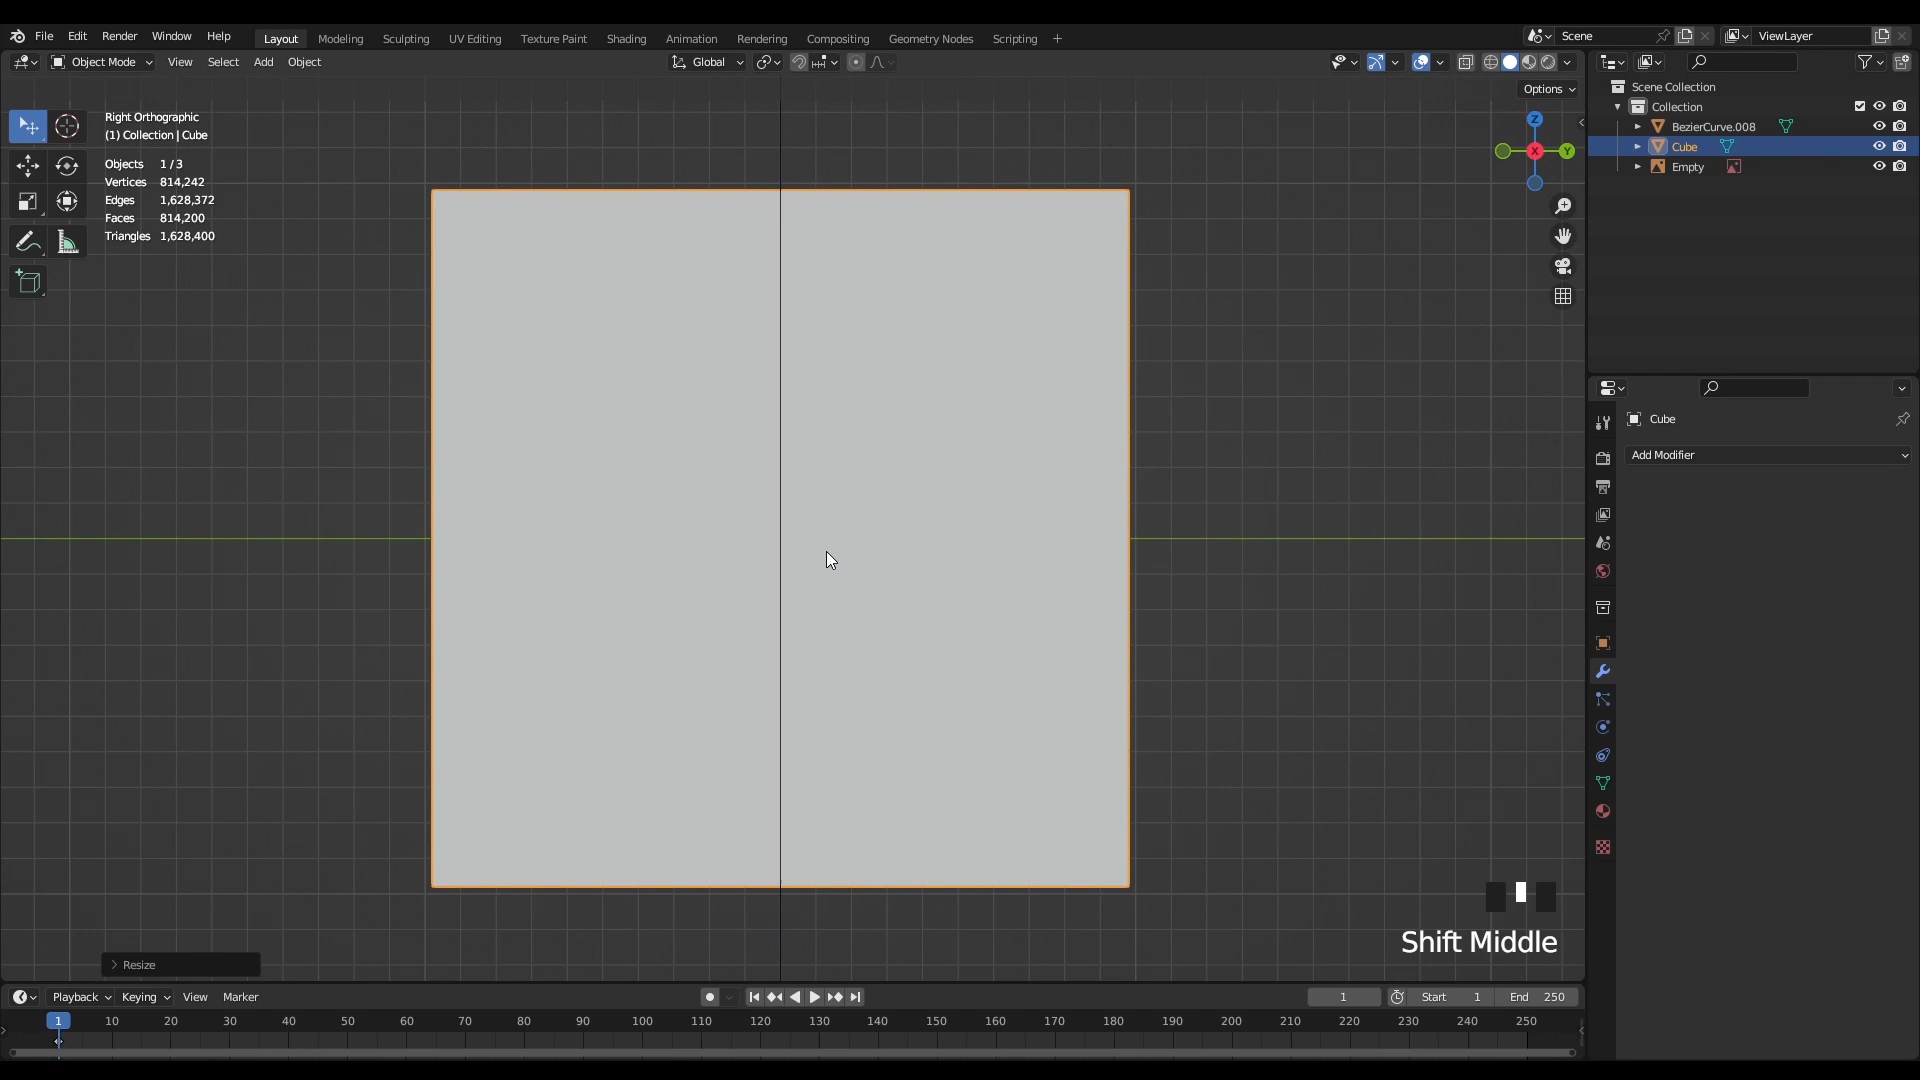 File Edit Render Window Help Layout Modeling Sculpting UV Editing Texture Paint Shading Animation Rendering Compositing Geometry Nodes Scripting + Scene ViewLayer
Object Mode View Select Add Object Global
Options
Right Orthographic
(1) Collection | Cube
Objects 1 / 3
Vertices 814,242
Edges 1,628,372
Faces 814,200
Triangles 1,628,400
Z
X
Y
Scene Collection
Collection
BezierCurve.008
Cube
Empty
Cube
Add Modifier
Shift Middle
Resize
Playback Keying View Marker 1 Start 1 End 250
1 10 20 30 40 50 60 70 80 90 100 110 120 130 140 150 160 170 180 190 200 210 220 230 240 250